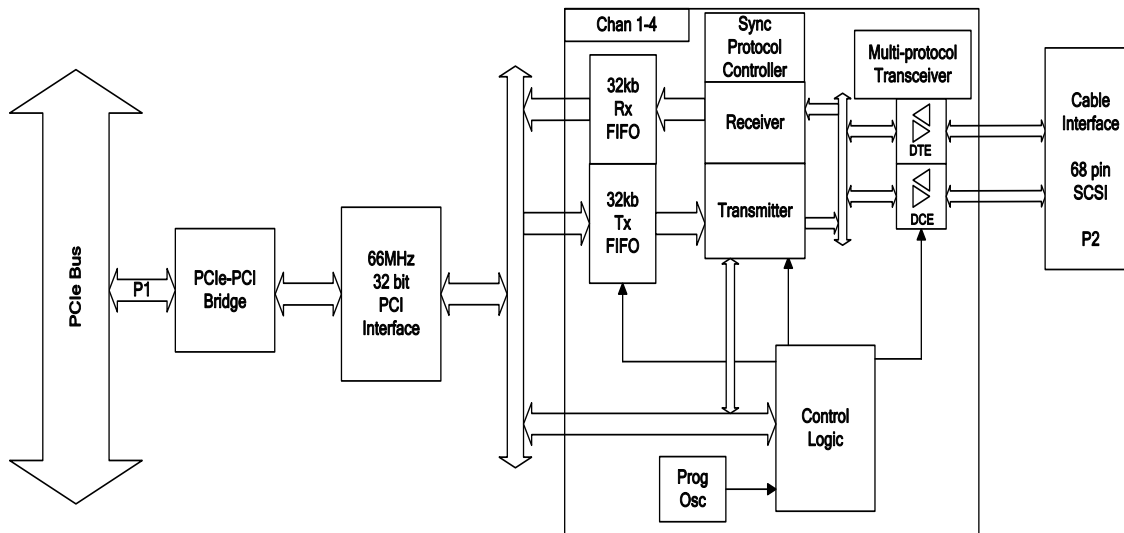 Chan 1-4
Sync
Protocol
Controller
Multi-protocol
Transceiver
32kb
Rx
FIFO
Receiver
DTE
Cable
Interface
68 pin
SCSI
P2
32kb
Tx
FIFO
Transmitter
DCE
PCIe Bus
P1
PCIe-PCI
Bridge
66MHz
32 bit
PCI
Interface
Control
Logic
Prog
Osc